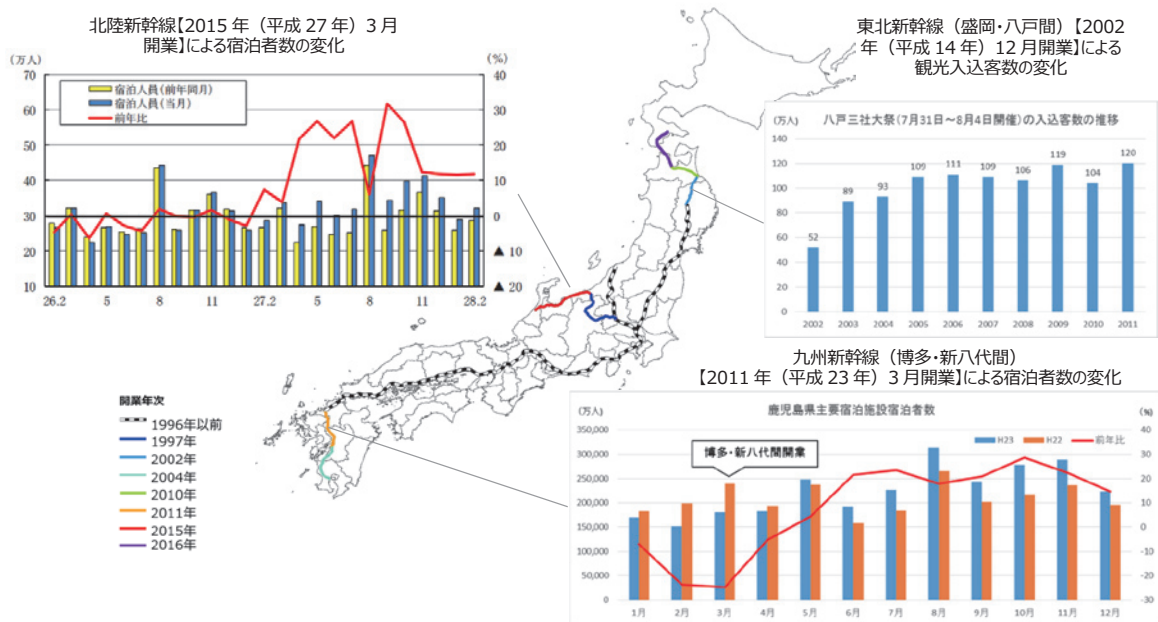 北陸新幹線【2015年（平成27年）3月
開業】による宿泊者数の変化
（万人）
（%）
70
60
50
40
30
20
10
40
30
20
10
0
▲ 10
▲ 20
宿泊人員（前年同月）
宿泊人員（当月）
前年比
26.2 5 8 11 27.2 5 8 11 28.2
東北新幹線（盛岡・八戸間）【2002
年（平成14年）12月開業】による
観光入込客数の変化
八戸三社大祭（7月31日～8月4日開催）の入込客数の推移
（万人）
140
120
100
80
60
40
20
0
52 89 93 109 111 109 106 119 104 120
2002 2003 2004 2005 2006 2007 2008 2009 2010 2011
九州新幹線（博多・新八代間）
【2011年（平成23年）3月開業】による宿泊者数の変化
鹿児島県主要宿泊施設宿泊者数
（万人）
（%）
350,000
300,000
250,000
200,000
150,000
100,000
50,000
0
40
30
20
10
0
-10
-20
-30
H23 H22 前年比
博多・新八代間開業
1月 2月 3月 4月 5月 6月 7月 8月 9月 10月 11月 12月
開業年次
1996年以前
1997年
2002年
2004年
2010年
2011年
2015年
2016年